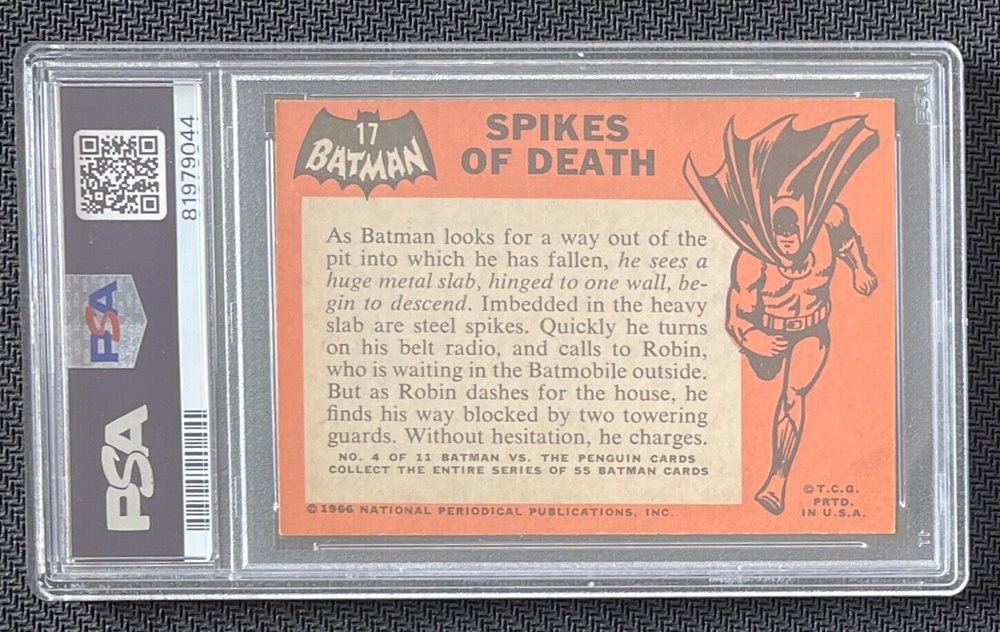 17
BATMAN
SPIKES
OF DEATH
As Batman looks for a way out of the
pit into which he has fallen, he sees a
huge metal slab, hinged to one wall, be-
gin to descend. Imbedded in the heavy
slab are steel spikes. Quickly he turns
on his belt radio, and calls to Robin,
who is waiting in the Batmobile outside.
But as Robin dashes for the house, he
finds his way blocked by two towering
guards. Without hesitation, he charges.
NO. 4 OF 11 BATMAN VS. THE PENGUIN CARDS
COLLECT THE ENTIRE SERIES OF 55 BATMAN CARDS
© 1966 NATIONAL PERIODICAL PUBLICATIONS, INC.
© T.C.G.
PRTD.
IN U.S.A.
81979044
PSA
PSA